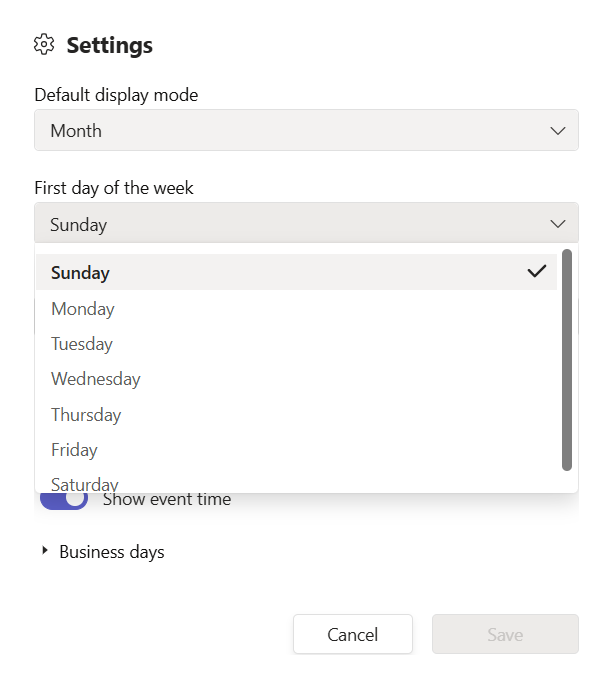 Settings
Default display mode
Month
First day of the week
Sunday
Sunday
Monday
Tuesday
Wednesday
Thursday
Friday
Saturday
Show event time
Business days
Cancel
Save